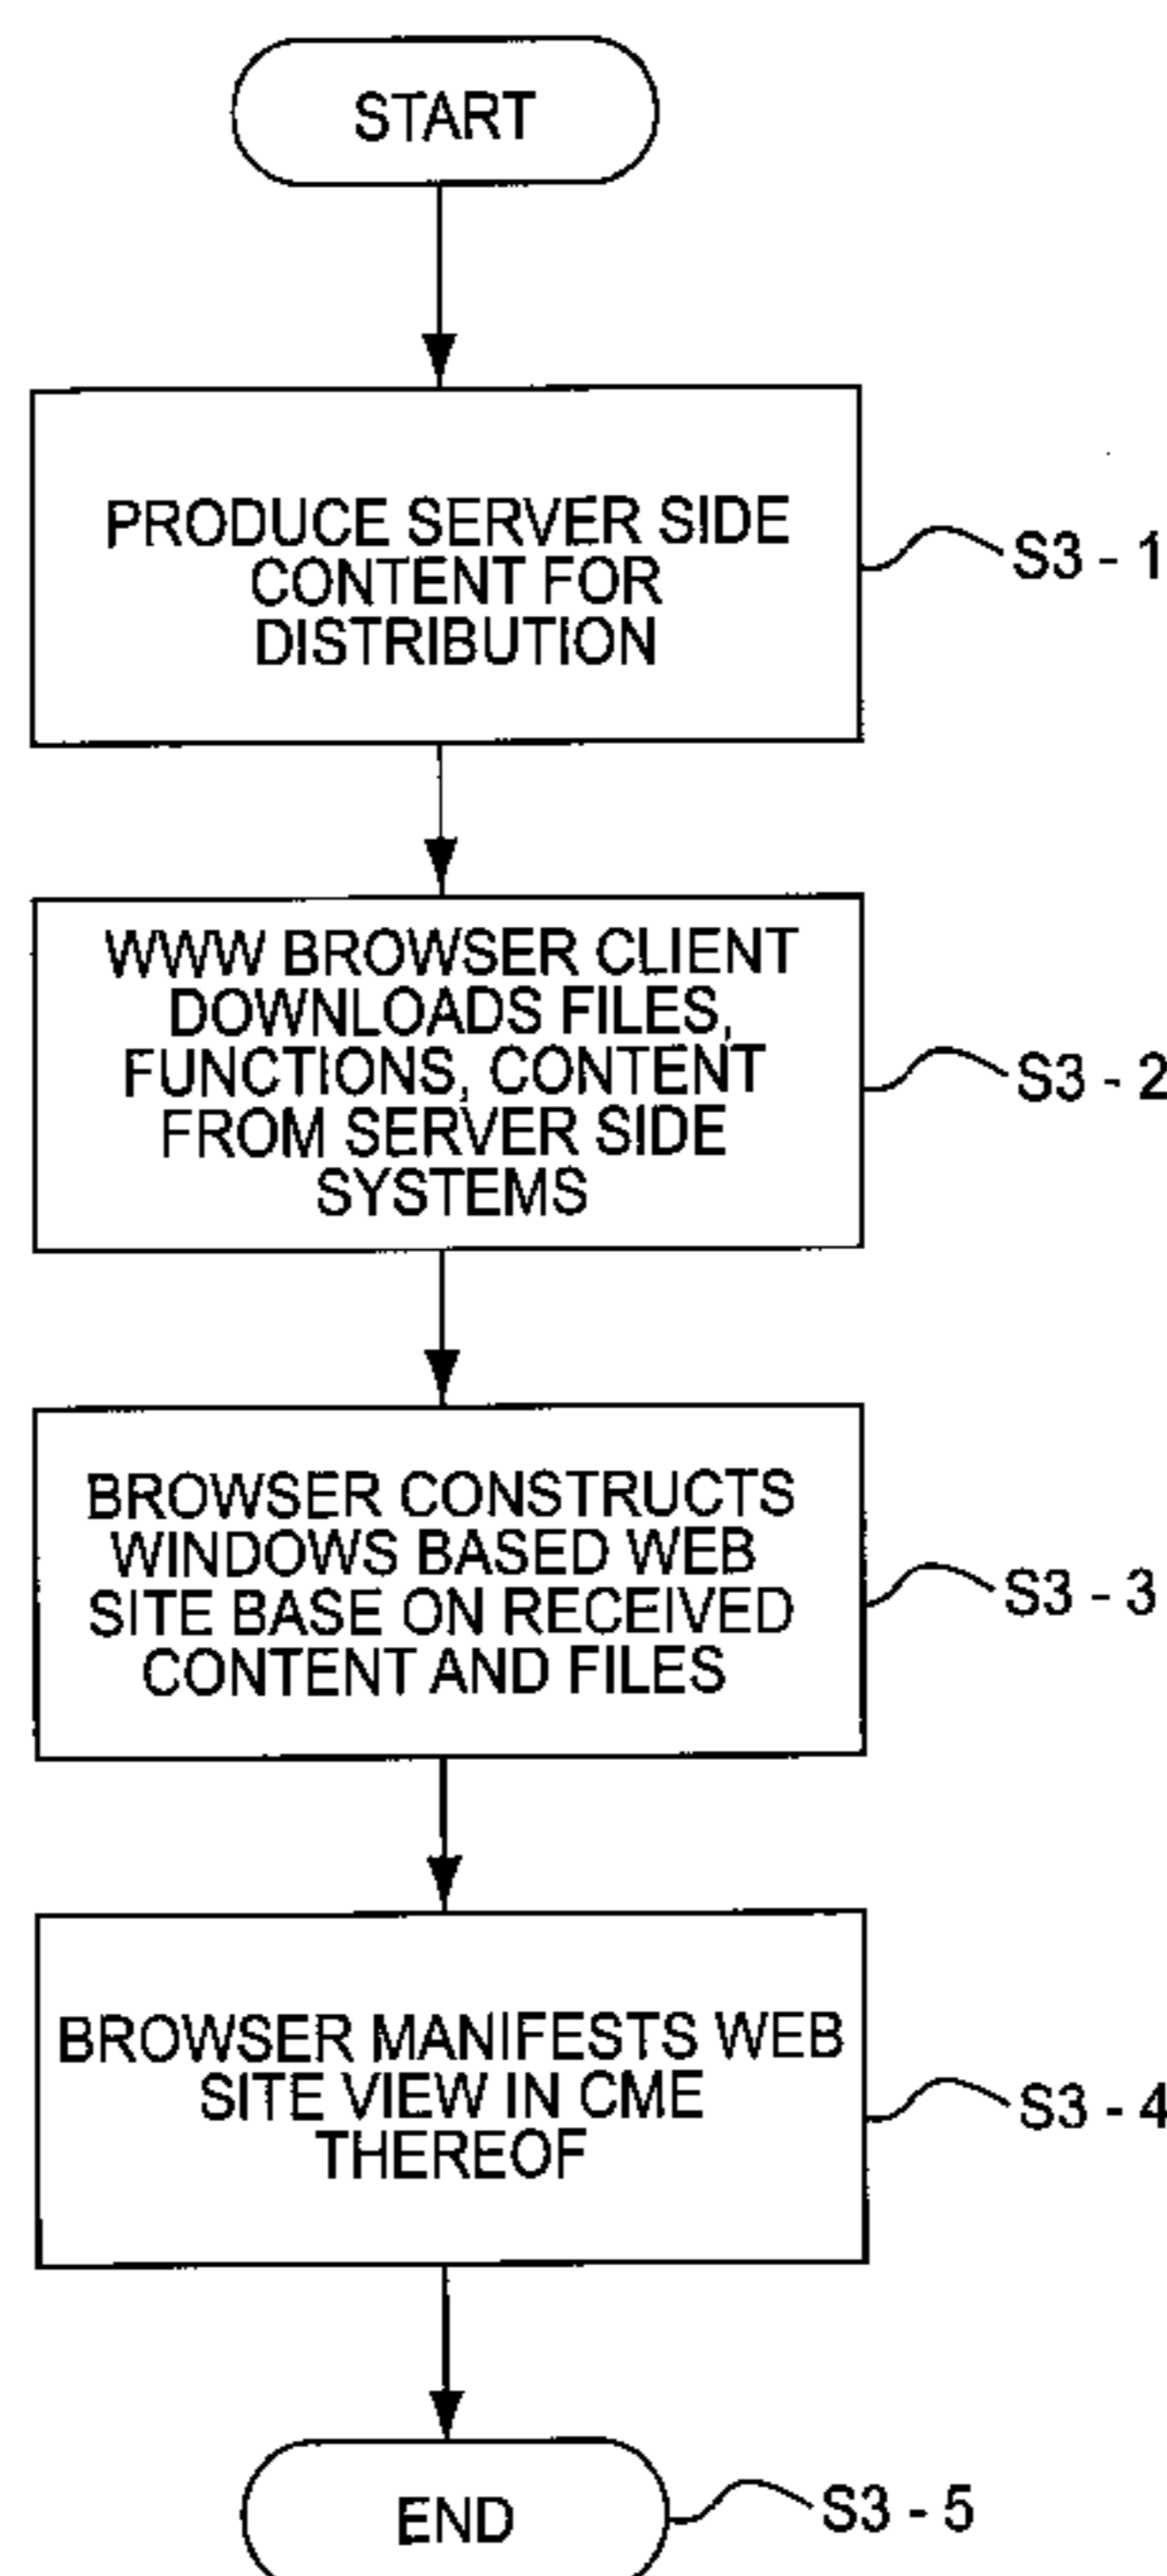 START
PRODUCE SERVER SIDE
CONTENT FOR
DISTRIBUTION
S3 - 1
WWW BROWSER CLIENT
DOWNLOADS FILES,
FUNCTIONS, CONTENT
FROM SERVER SIDE
SYSTEMS
S3 - 2
BROWSER CONSTRUCTS
WINDOWS BASED WEB
SITE BASE ON RECEIVED
CONTENT AND FILES
S3 - 3
BROWSER MANIFESTS WEB
SITE VIEW IN CME
THEREOF
S3 - 4
END
S3 - 5